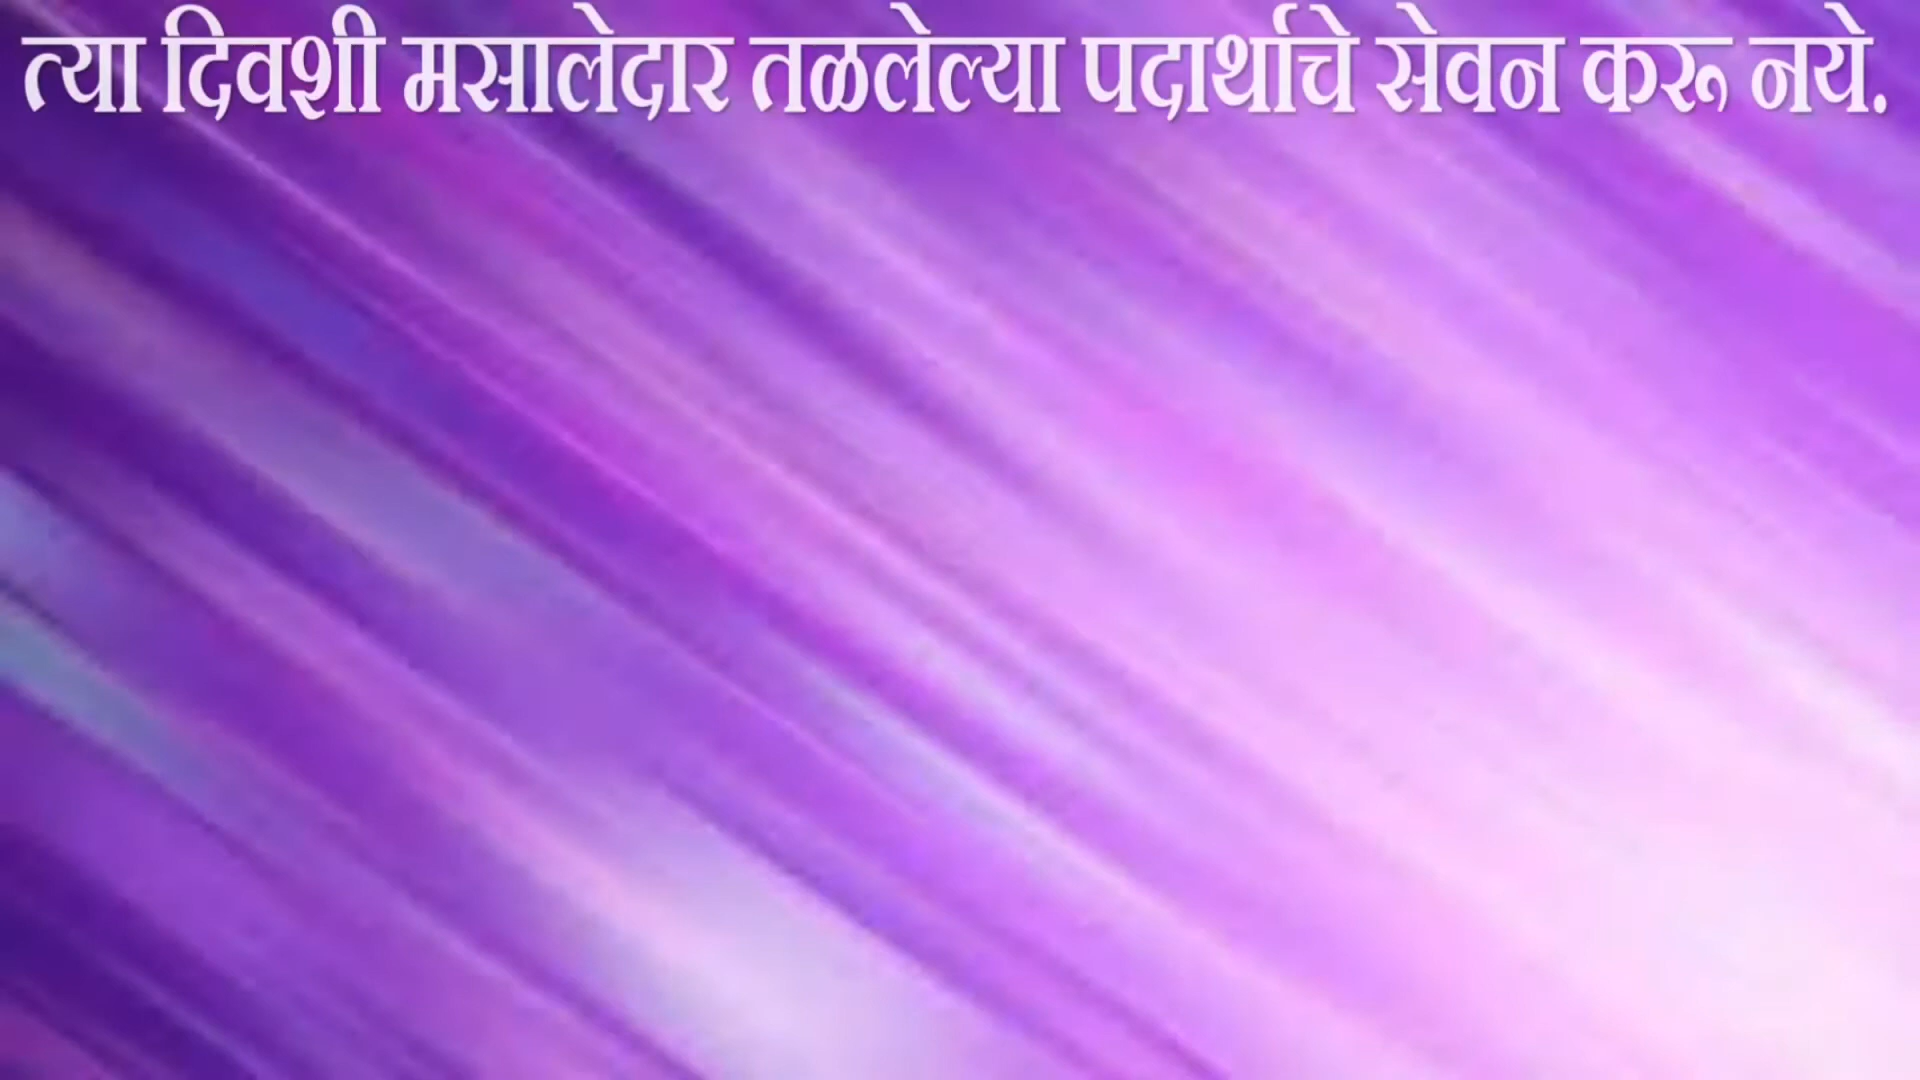 त्या दिवशी मसालेदार तळलेल्या पदार्थाचे सेवन करू नये.